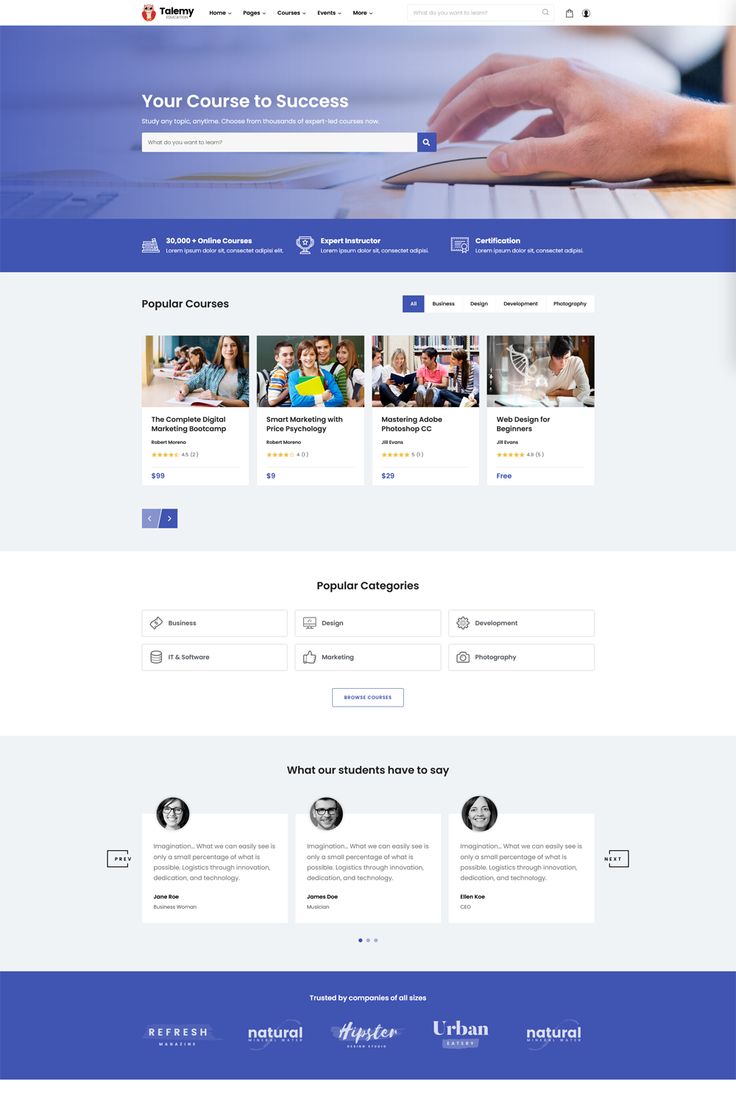 Talemy
EDUCATION
Home
Pages
Courses
Events
More
What do you want to learn?
Your Course to Success
Study any topic, anytime. Choose from thousands of expert-led courses now.
What do you want to learn?
30,000 + Online Courses
Lorem ipsum dolor sit, consectet adipisi elit.
Expert Instructor
Lorem ipsum dolor sit, consectet adipisi.
Certification
Lorem ipsum dolor sit, consectet adipisi.
Popular Courses
All
Business
Design
Development
Photography
The Complete Digital
Marketing Bootcamp
Robert Moreno
4.5 (2)
$99
Smart Marketing with
Price Psychology
Robert Moreno
4 (1)
$9
Mastering Adobe
Photoshop CC
Jill Evans
5 (1)
$29
Web Design for
Beginners
Jill Evans
4.8 (5)
Free
Popular Categories
Business
Design
Development
IT & Software
Marketing
Photography
BROWSE COURSES
What our students have to say
PREV
Imagination... What we can easily see is
only a small percentage of what is
possible. Logistics through innovation,
dedication, and technology.
Jane Roe
Business Woman
Imagination... What we can easily see is
only a small percentage of what is
possible. Logistics through innovation,
dedication, and technology.
James Doe
Musician
Imagination... What we can easily see is
only a small percentage of what is
possible. Logistics through innovation,
dedication, and technology.
Ellen Koe
CEO
NEXT
Trusted by companies of all sizes
REFRESH
MAGAZINE
natural
MINERAL WATER
Hipster
DESIGN STUDIO
Urban
EATERY
natural
MINERAL WATER